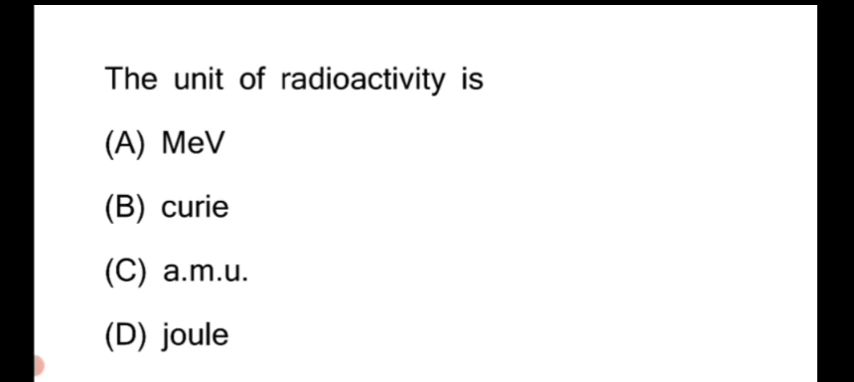 The unit of radioactivity is
(A) MeV
(B) curie
(C) a.m.u.
(D) joule